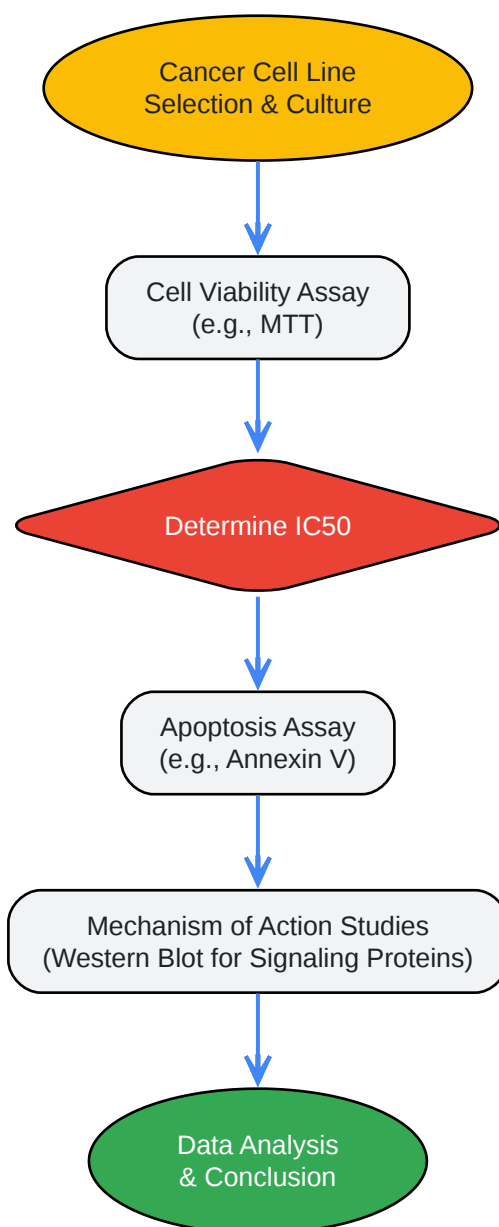 Cancer Cell Line
Selection & Culture
Cell Viability Assay
(e.g., MTT)
Determine IC50
Apoptosis Assay
(e.g., Annexin V)
Mechanism of Action Studies
(Western Blot for Signaling Proteins)
Data Analysis
& Conclusion